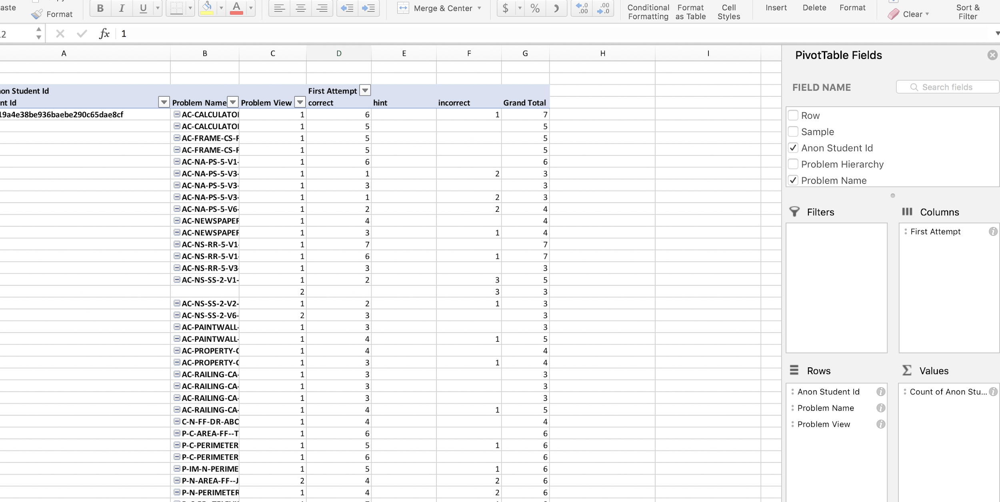 aste
Format
B I U
A
Merge & Center
$ %
.0 .00
.00 .0
Conditional Formatting
Format as Table
Cell Styles
Insert
Delete
Format
Clear
Sort & Filter
2 fx 1
A B C D E F G H I
non Student Id First Attempt
nt Id Problem Name Problem View correct hint incorrect Grand Total
19a4e38be936baebe290c65dae8cf AC-CALCULATO 1 6 1 7
AC-CALCULATO 1 5 5
AC-FRAME-CS-F 1 5 5
AC-FRAME-CS-F 1 5 5
AC-NA-PS-5-V1- 1 6 6
AC-NA-PS-5-V3- 1 1 2 3
AC-NA-PS-5-V3- 1 3 3
AC-NA-PS-5-V3- 1 1 2 3
AC-NA-PS-5-V6- 1 2 2 4
AC-NEWSPAPER 1 4 4
AC-NEWSPAPER 1 3 1 4
AC-NS-RR-5-V1- 1 7 7
AC-NS-RR-5-V1- 1 6 1 7
AC-NS-RR-5-V3- 1 3 3
AC-NS-SS-2-V1- 1 2 3 5
2 3 3
AC-NS-SS-2-V2- 1 2 1 3
AC-NS-SS-2-V6- 2 3 3
AC-PAINTWALL- 1 3 3
AC-PAINTWALL- 1 4 1 5
AC-PROPERTY-C 1 4 4
AC-PROPERTY-C 1 3 1 4
AC-RAILING-CA- 1 3 3
AC-RAILING-CA- 1 3 3
AC-RAILING-CA- 1 3 3
AC-RAILING-CA- 1 4 1 5
C-N-FF-DR-ABC 1 4 4
P-C-AREA-FF--T 1 6 6
P-C-PERIMETER 1 5 1 6
P-C-PERIMETER 1 6 6
P-IM-N-PERIME 1 5 1 6
P-N-AREA-FF--J 2 4 2 6
P-N-PERIMETER 1 4 2 6
PivotTable Fields
FIELD NAME
Search fields
Row
Sample
Anon Student Id
Problem Hierarchy
Problem Name
Filters
Columns
First Attempt
Rows
Values
Anon Student Id
Count of Anon Stu...
Problem Name
Problem View